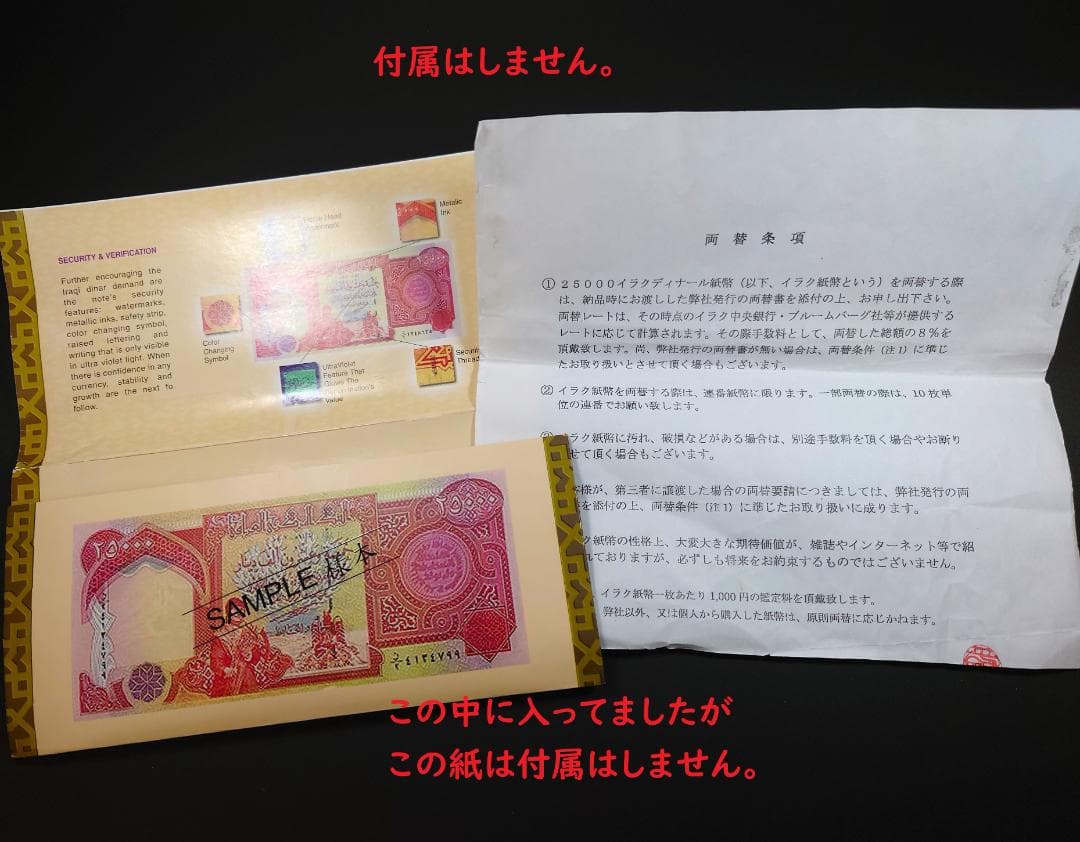 付属はしません。
SECURITY & VERIFICATION
Further encouraging the
Iraqi dinar demand are
the note's security
features: watermarks,
metallic inks, safety strip,
color changing symbol,
raised lettering and
writing that is only visible
in ultra violet light. When
there is confidence in any
currency, stability and
growth are the next to
follow.
Horse Head
Metallic
Ink
Color
Changing
Symbol
UltraViolet
Feature That
Gives The
Denomination's
Value
Security
Thread
٢٥٠٠٠
٢٥٠٠٠
SAMPLE 様本
٤١٣٤٧٩٩
両替条項
①25000イラクディナール紙幣(以下、イラク紙幣という)を両替する際
は、納品時にお渡しした弊社発行の両替書を添付の上、お申し出下さい。
両替レートは、その時点のイラク中央銀行・ブルームバーグ社等が提供する
レートに応じて計算されます。その際手数料として、両替した総額の8%を
頂戴致します。尚、弊社発行の両替書が無い場合は、両替条件(注1)に準じ
たお取り扱いとさせて頂く場合もございます。
②イラク紙幣を両替する際は、連番紙幣に限ります。一部両替の際は、10枚単
位の連番でお願い致します。
ラク紙幣に汚れ、破損などがある場合は、別途手数料を頂く場合やお断り
せて頂く場合もございます。
様が、第三者に譲渡した場合の両替要請につきましては、弊社発行の両
を添付の上、両替条件(注1)に準じたお取り扱いに成ります。
ク紙幣の性格上、大変大きな期待価値が、雑誌やインターネット等で紹
れておりますが、必ずしも将来をお約束するものではございません。
イラク紙幣一枚あたり1,000円の鑑定料を頂戴致します。
弊社以外、又は個人から購入した紙幣は、原則両替に応じかねます。
この中に入ってましたが
この紙は付属はしません。